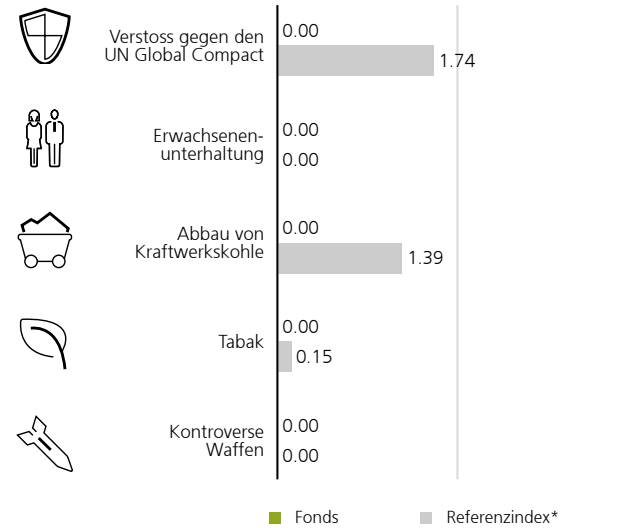 Verstoss gegen den
UN Global Compact
0.00
1.74
Erwachsenen-
unterhaltung
0.00
0.00
Abbau von
Kraftwerkskohle
0.00
1.39
Tabak
0.00
0.15
Kontroverse
Waffen
0.00
0.00
Fonds
Referenzindex*